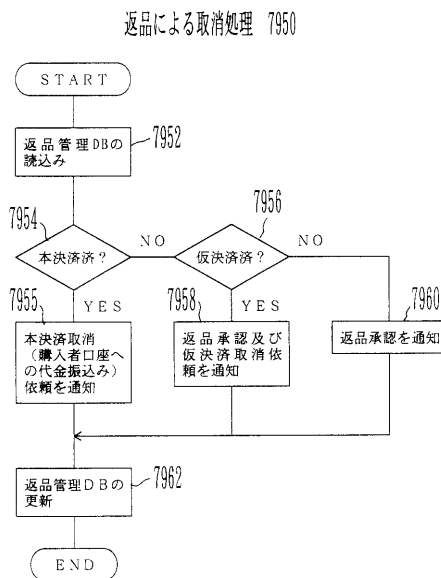 返品による取消処理 7950
START
返品管理DBの
読込み
7952
7954
本決済済？
NO
7956
仮決済済？
NO
YES
7955
本決済取消
（購入者口座へ
の代金振込み）
依頼を通知
YES
7958
返品承認及び
仮決済取消依
頼を通知
7960
返品承認を通知
返品管理DBの
更新
7962
END